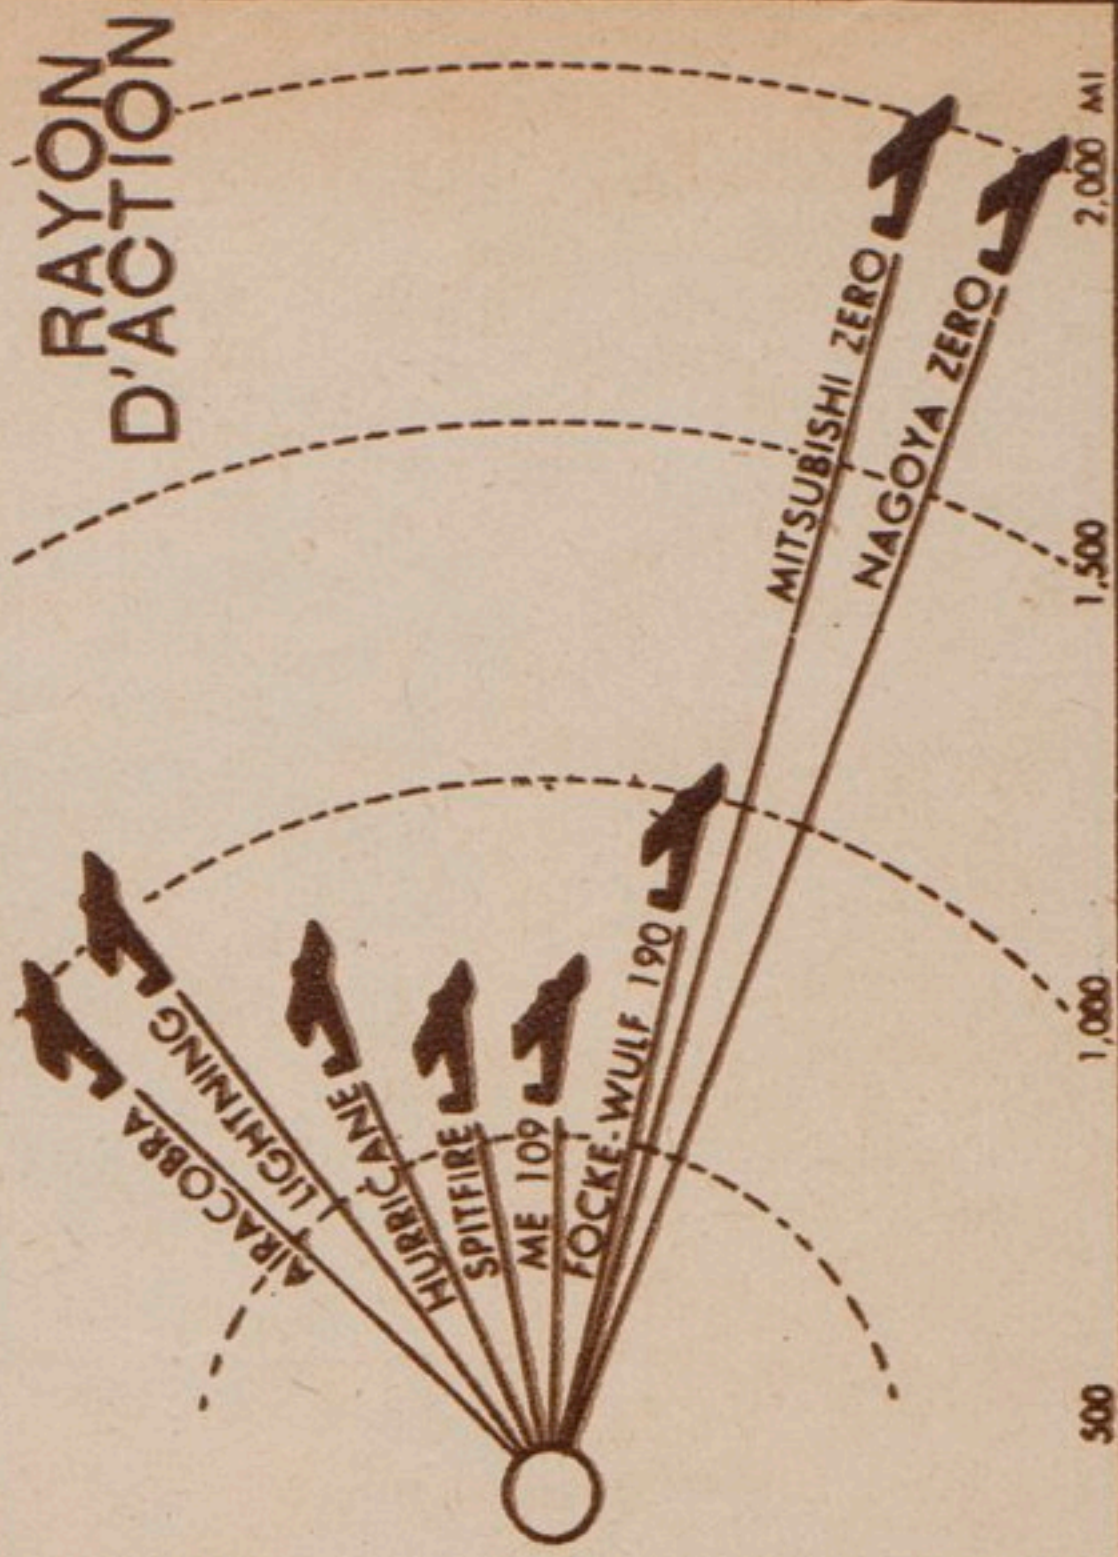 RAYON
D'ACTION
AIRACOBRA
LIGHTNING
HURRICANE
SPITFIRE
ME 109
FOCKE-WULF 190
MITSUBISHI ZERO
NAGOYA ZERO
500
1,000
1,500
2,000 MI